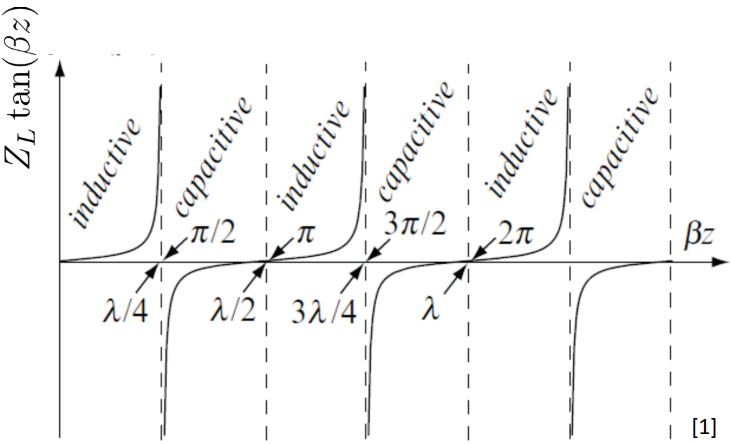 Z_L tan(βz)
inductive
capacitive
inductive
capacitive
inductive
capacitive
π/2
π
3π/2
2π
βz
λ/4
λ/2
3λ/4
λ
[1]